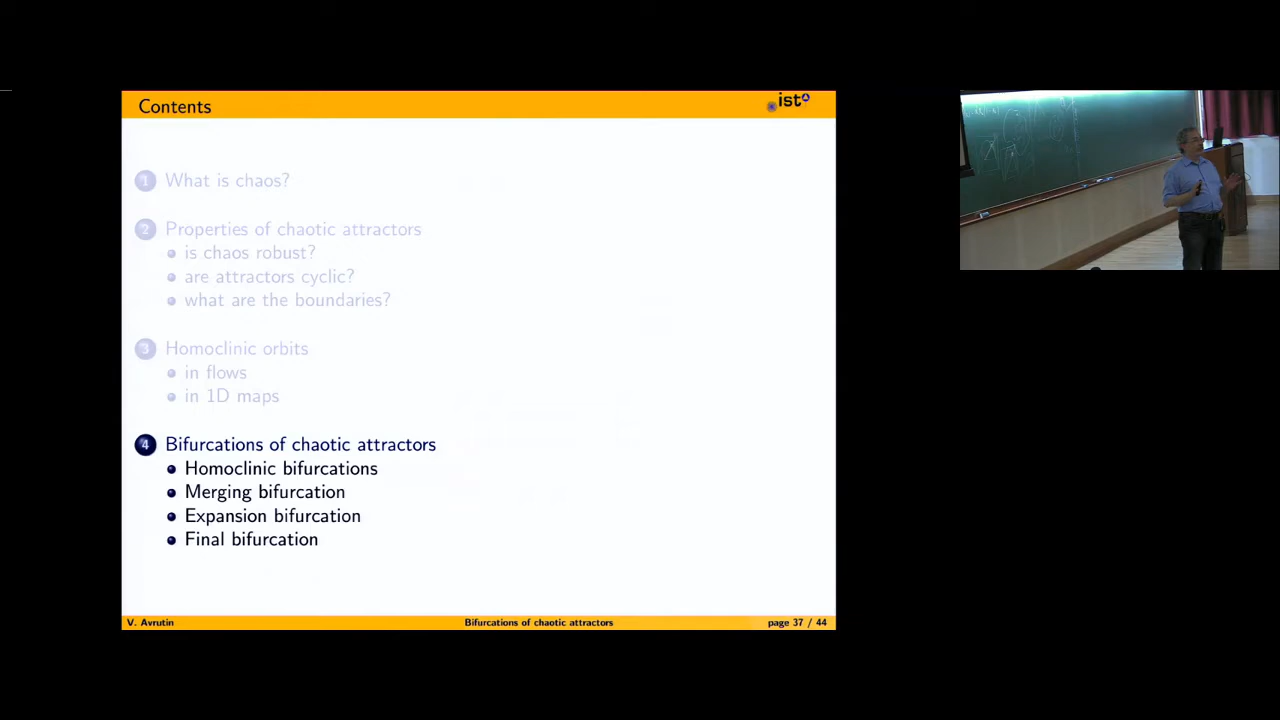 Contents
ist
1 What is chaos?
2 Properties of chaotic attractors
is chaos robust?
are attractors cyclic?
what are the boundaries?
3 Homoclinic orbits
in flows
in 1D maps
4 Bifurcations of chaotic attractors
Homoclinic bifurcations
Merging bifurcation
Expansion bifurcation
Final bifurcation
V. Avrutin
Bifurcations of chaotic attractors
page 37 / 44